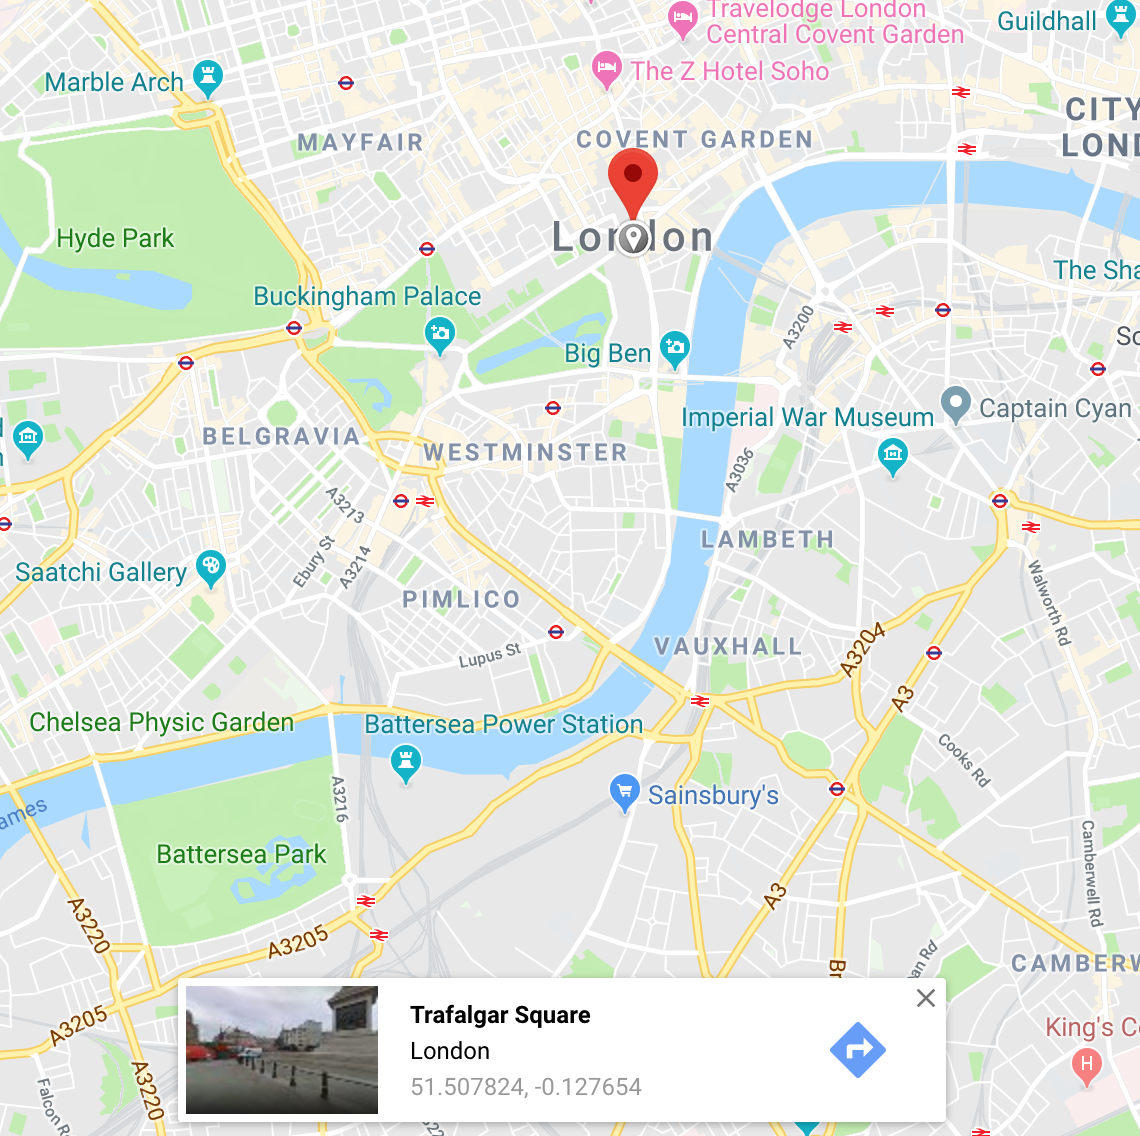 Travelodge London
Central Covent Garden
Guildhall
The Z Hotel Soho
Marble Arch
CITY
LON
MAYFAIR
COVENT GARDEN
London
Hyde Park
The Sha
Buckingham Palace
A3200
Big Ben
Imperial War Museum
Captain Cyan
BELGRAVIA
WESTMINSTER
A3036
A3213
LAMBETH
Ebury St
A3214
Saatchi Gallery
Walworth Rd
PIMLICO
VAUXHALL
A3204
Lupus St
A3
Chelsea Physic Garden
Battersea Power Station
Cooks Rd
A3216
Sainsbury's
ames
Battersea Park
Camberwell Rd
A3
A3220
A3205
CAMBERW
Br
an Rd
A3205
Trafalgar Square
London
51.507824, -0.127654
King's Co
H
A3220
Falcon R